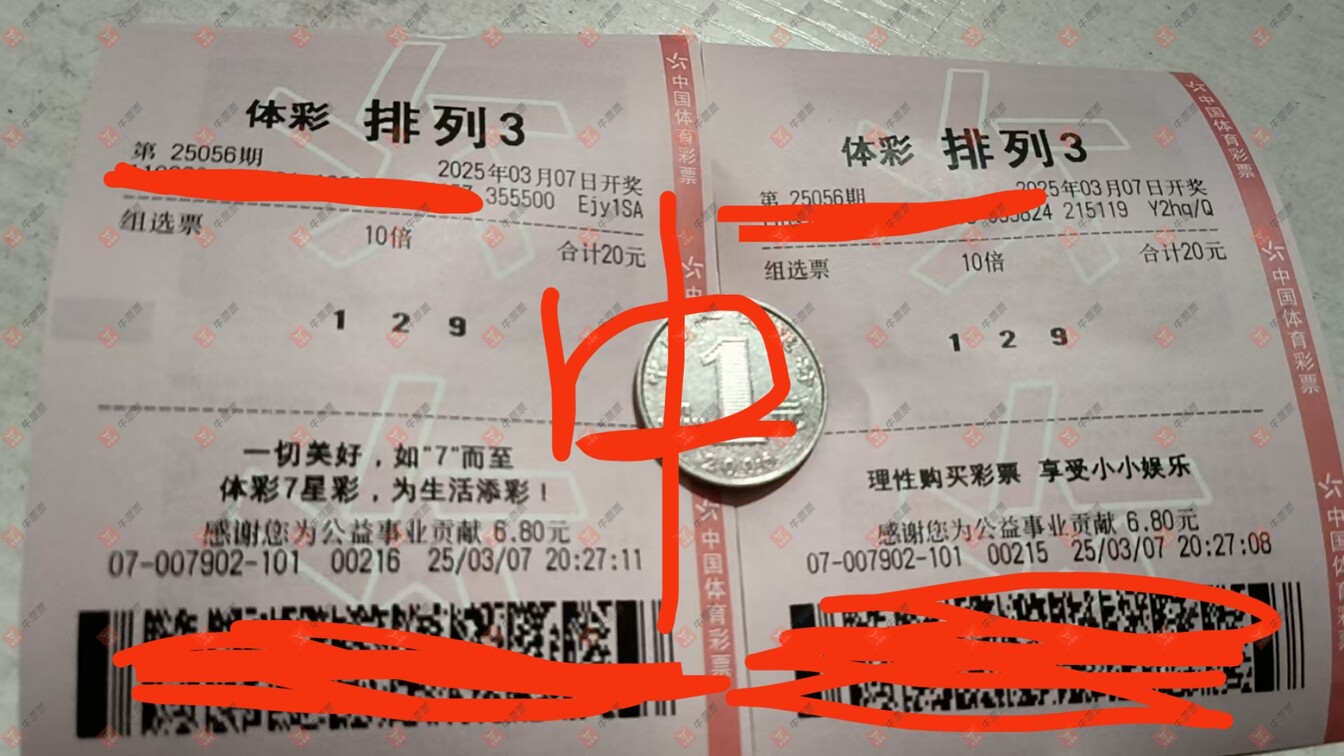 体彩 排列3
第 25056期
2025年03月07日开奖
355500 Ejy1SA
组选票 10倍 合计20元
1 2 9
一切美好，如"7"而至
体彩7星彩，为生活添彩！
感谢您为公益事业贡献 6.80元
07-007902-101 00216 25/03/07 20:27:11
中国体育彩票
中国体育彩票
体彩 排列3
第 25056期
2025年03月07日开奖
215119 Y2hq/Q
组选票 10倍 合计20元
1 2 9
理性购买彩票 享受小小娱乐
感谢您为公益事业贡献 6.80元
07-007902-101 00215 25/03/07 20:27:08
中国体育彩票
中国体育彩票
中
1
牛原票